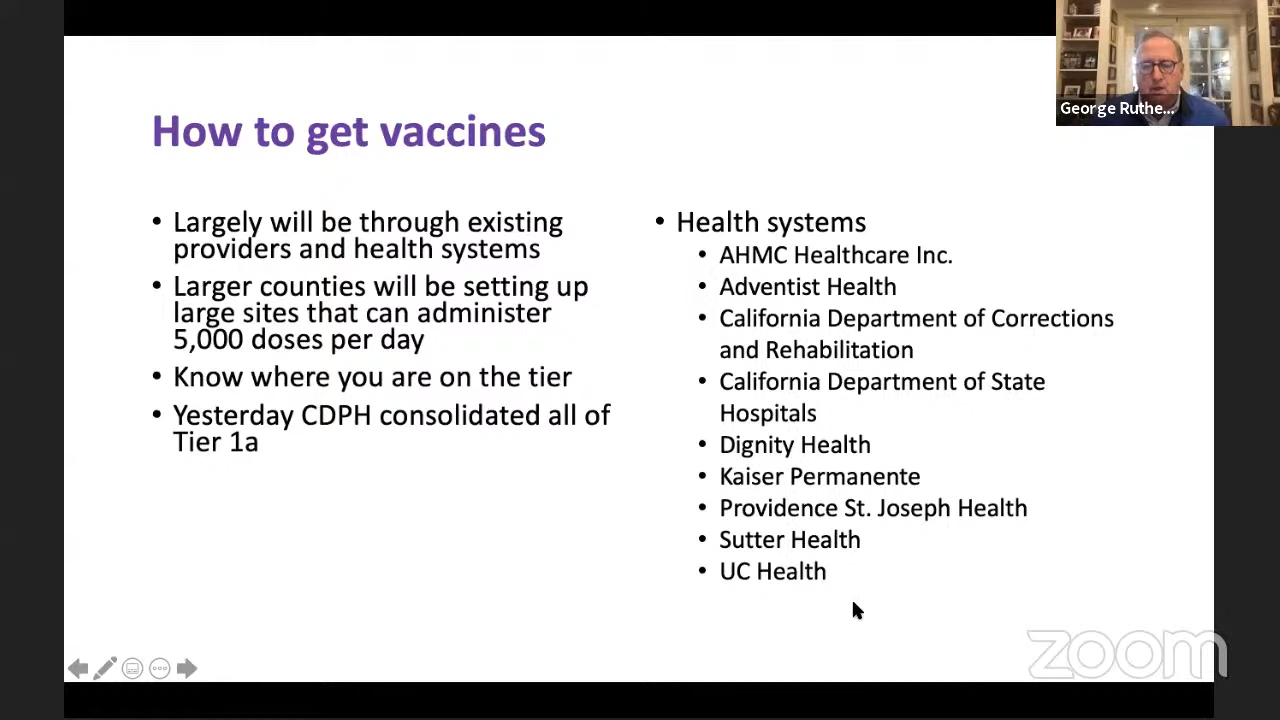 How to get vaccines
• Largely will be through existing
providers and health systems
• Larger counties will be setting up
large sites that can administer
5,000 doses per day
• Know where you are on the tier
• Yesterday CDPH consolidated all of
Tier 1a
• Health systems
• AHMC Healthcare Inc.
• Adventist Health
• California Department of Corrections
and Rehabilitation
• California Department of State
Hospitals
• Dignity Health
• Kaiser Permanente
• Providence St. Joseph Health
• Sutter Health
• UC Health
George Ruthe...
zoom